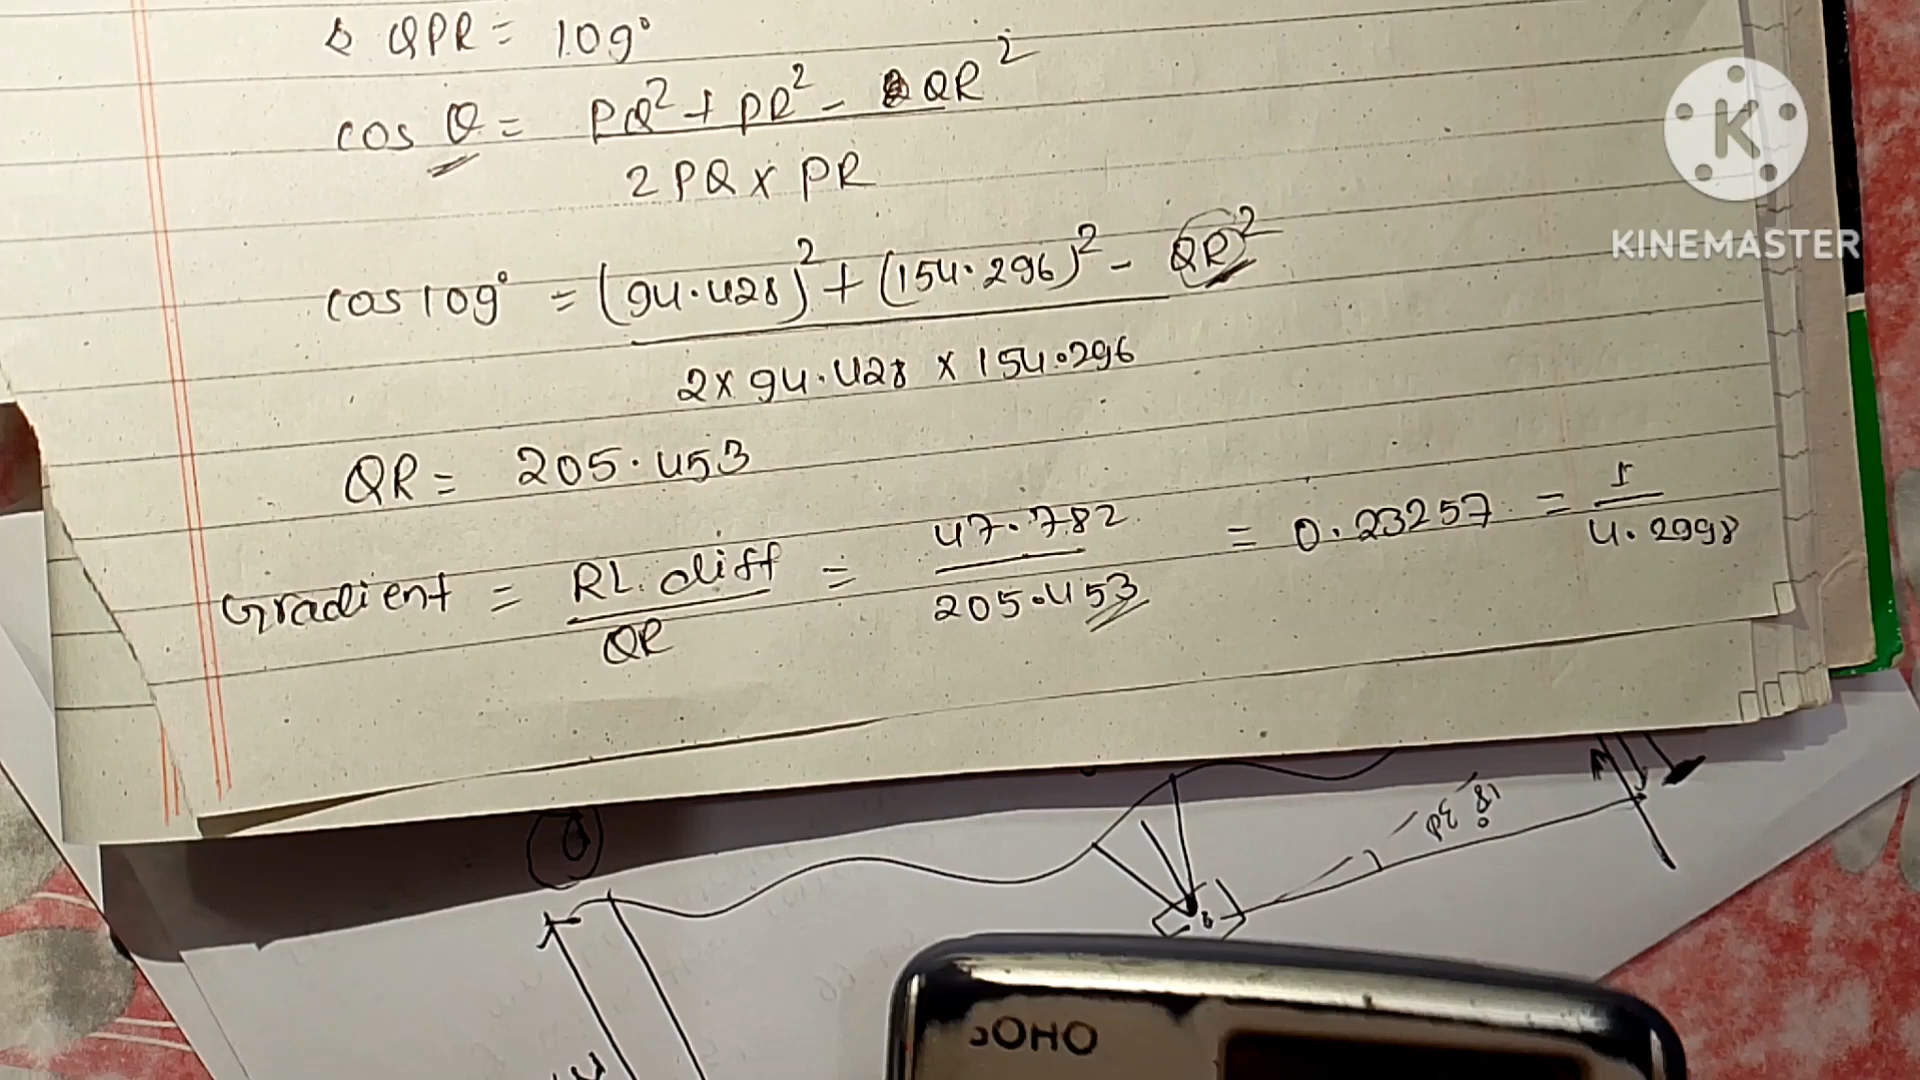 QPR = 109°
cos θ = PQ² + PR² - QR²
2 PQ x PR
cos 109° = (94.428)² + (154.296)² - QR²
2 x 94.428 x 154.296
QR = 205.453
Gradient = RL. diff / QR = 47.782 / 205.453 = 0.23257 = 1 / 4.2998
K
KINEMASTER
OHO